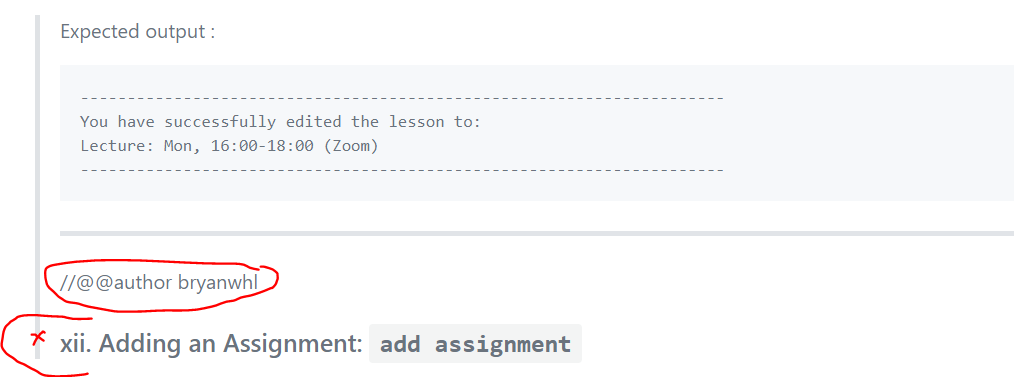 Expected output :
---------------------------------------------------------------------
You have successfully edited the lesson to:
Lecture: Mon, 16:00-18:00 (Zoom)
---------------------------------------------------------------------
//@@author bryanwhl
x
xii. Adding an Assignment: add assignment